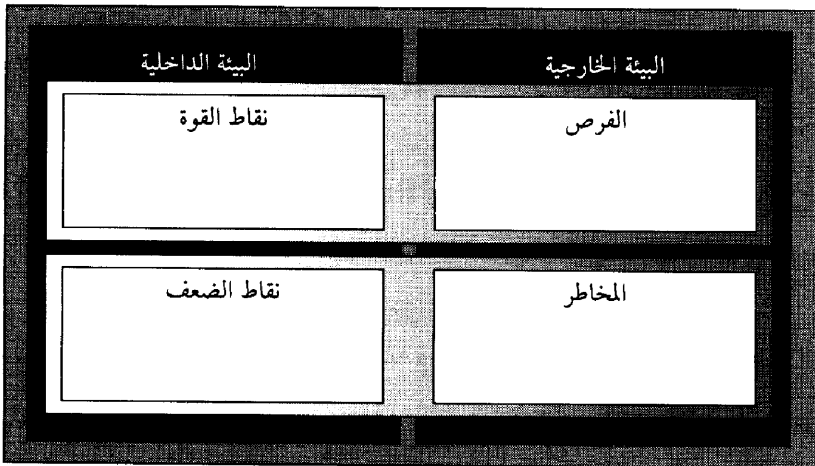 البيئة الخارجية
البيئة الداخلية
الفرص
نقاط القوة
المخاطر
نقاط الضعف